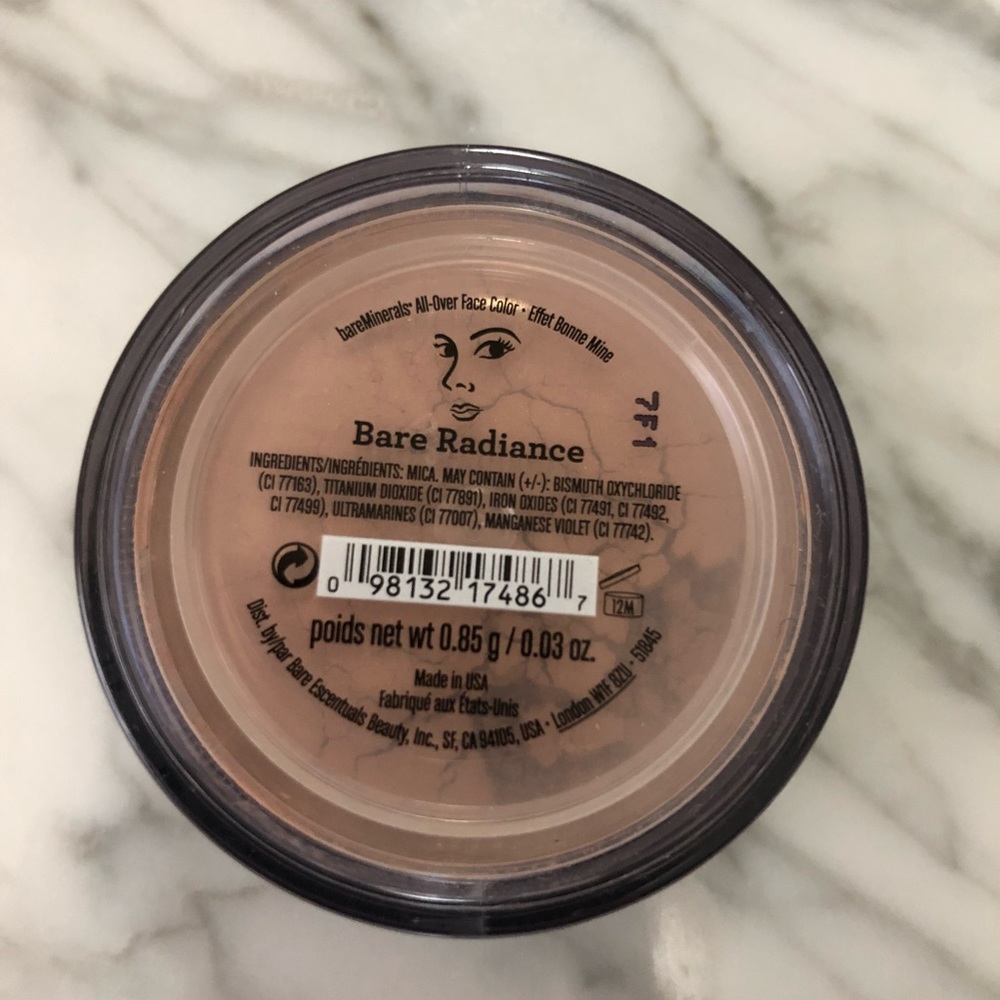 bareMinerals® All-Over Face Color • Effet Bonne Mine
7F1
Bare Radiance
INGREDIENTS/INGRÉDIENTS: MICA. MAY CONTAIN (+/-): BISMUTH OXYCHLORIDE
(CI 77163), TITANIUM DIOXIDE (CI 77891), IRON OXIDES (CI 77491, CI 77492,
CI 77499), ULTRAMARINES (CI 77007), MANGANESE VIOLET (CI 77742).
0 98132 17486 7
12M
poids net wt 0.85 g / 0.03 oz.
Made in USA
Fabriqué aux États-Unis
Dist. by/par Bare Escentuals Beauty, Inc., SF, CA 94105, USA • London W1F 8ZU • 51845